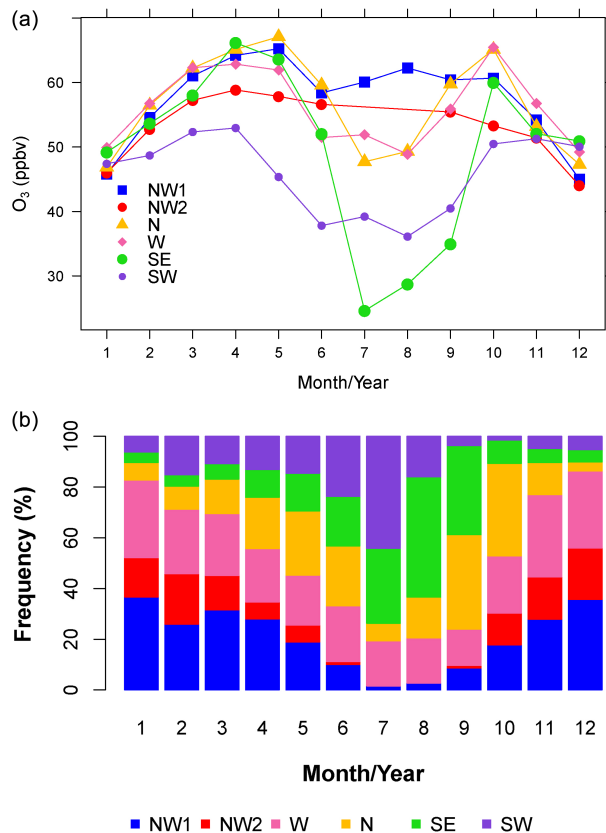 (a)
O3 (ppbv)
60
50
40
30
NW1
NW2
N
W
SE
SW
1 2 3 4 5 6 7 8 9 10 11 12
Month/Year
(b)
Frequency (%)
100
80
60
40
20
0
1 2 3 4 5 6 7 8 9 10 11 12
Month/Year
NW1 NW2 W N SE SW